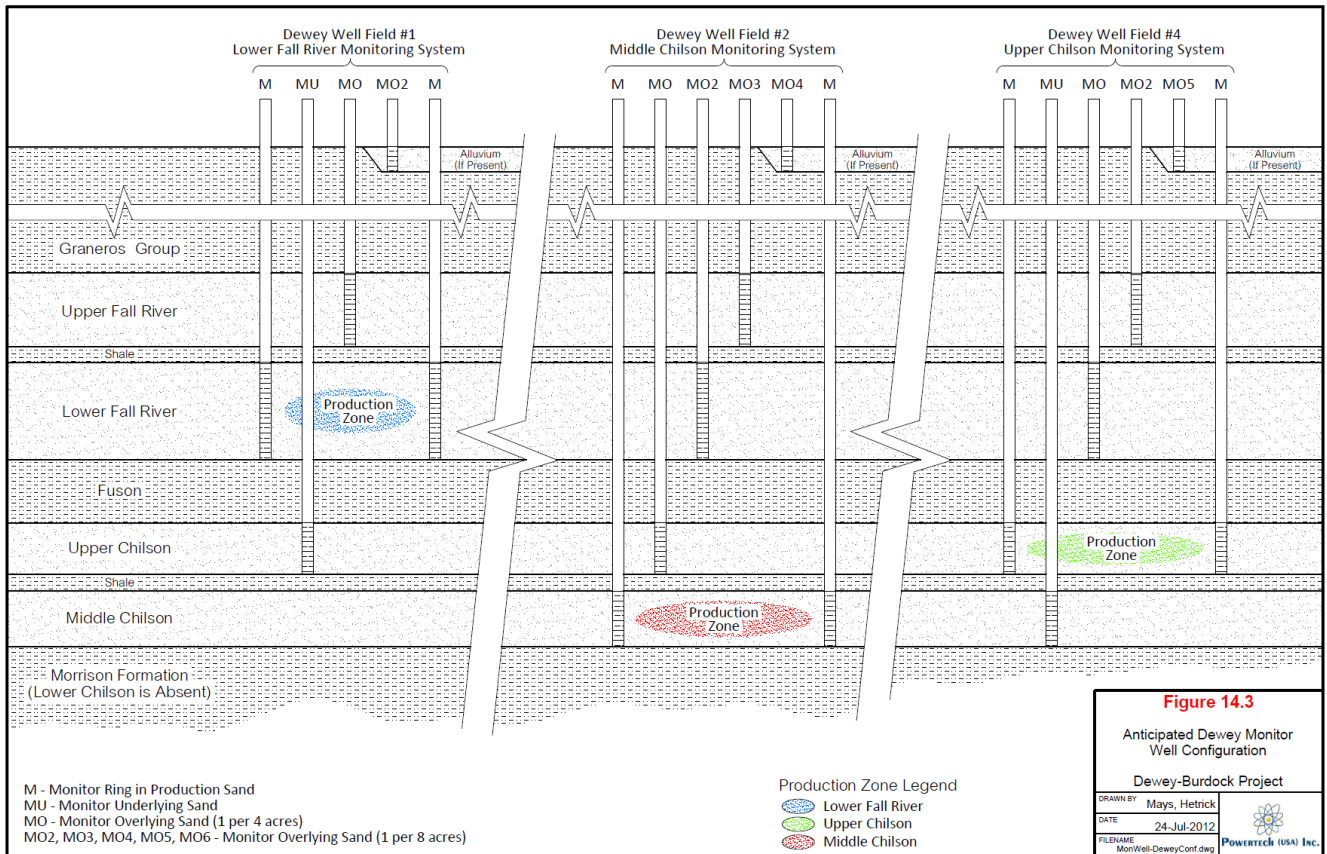 Dewey Well Field #1
Lower Fall River Monitoring System
M MU MO MO2 M
Dewey Well Field #2
Middle Chilson Monitoring System
M MO MO2 MO3 MO4 M
Dewey Well Field #4
Upper Chilson Monitoring System
M MU MO MO2 MO5 M
Alluvium
(If Present)
Alluvium
(If Present)
Alluvium
(If Present)
Graneros Group
Upper Fall River
Shale
Lower Fall River
Production
Zone
Fuson
Upper Chilson
Production
Zone
Shale
Middle Chilson
Production
Zone
Morrison Formation
(Lower Chilson is Absent)
M - Monitor Ring in Production Sand
MU - Monitor Underlying Sand
MO - Monitor Overlying Sand (1 per 4 acres)
MO2, MO3, MO4, MO5, MO6 - Monitor Overlying Sand (1 per 8 acres)
Production Zone Legend
Lower Fall River
Upper Chilson
Middle Chilson
Figure 14.3
Anticipated Dewey Monitor
Well Configuration
Dewey-Burdock Project
DRAWN BY Mays, Hetrick
DATE 24-Jul-2012
FILENAME MonWell-DeweyConf.dwg
POWERTECH (USA) INC.